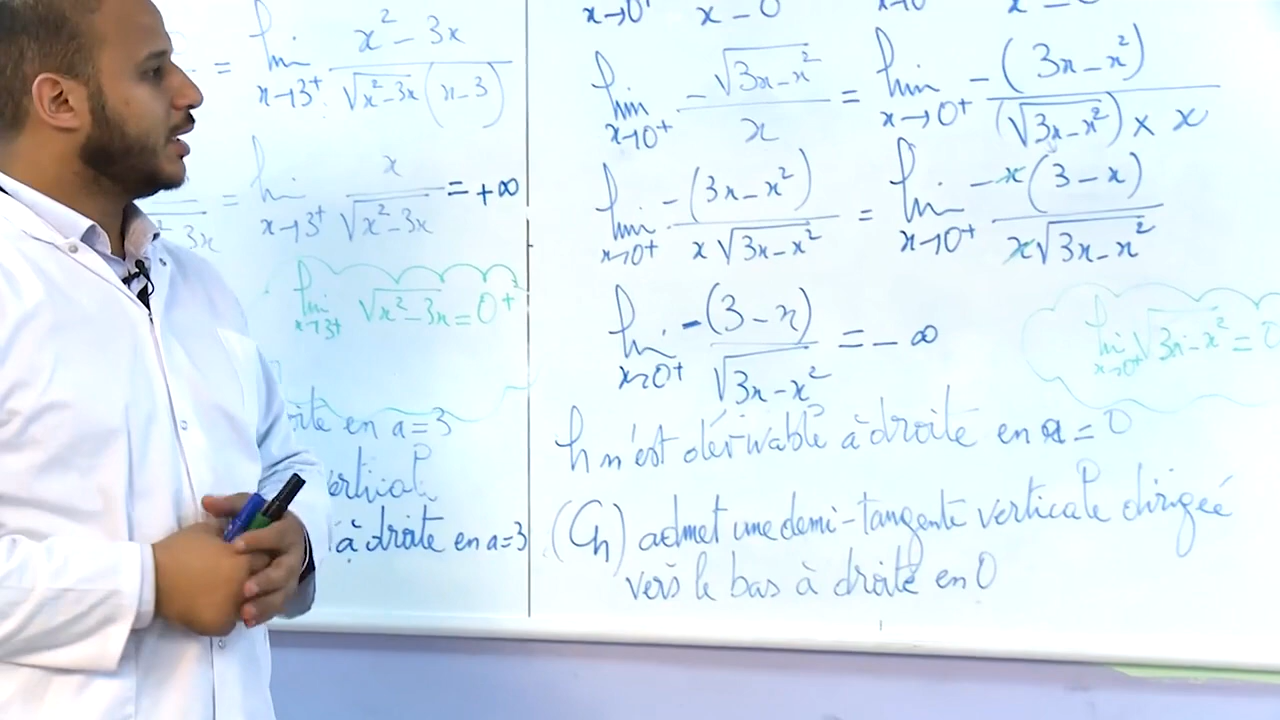 = lim x→3⁺ (x² − 3x) / (√(x²−3x) (x−3))
= lim x→3⁺ x / √(x²−3x) = +∞
lim x→3⁺ √(x²−3x) = 0⁺
en a=3
à droite en a=3
x→0⁺ x − 0
lim x→0⁺ −√(3x−x²) / x = lim x→0⁺ −(3x−x²) / ((√(3x−x²)) × x)
lim x→0⁺ −(3x−x²) / (x√(3x−x²)) = lim x→0⁺ −x(3−x) / (x√(3x−x²))
lim x→0⁺ −(3−x) / √(3x−x²) = −∞
lim x→0⁺ √(3x−x²) = 0
h n'est dérivable à droite en a = 0
(Ch) admet une demi-tangente verticale dirigée
vers le bas à droite en 0